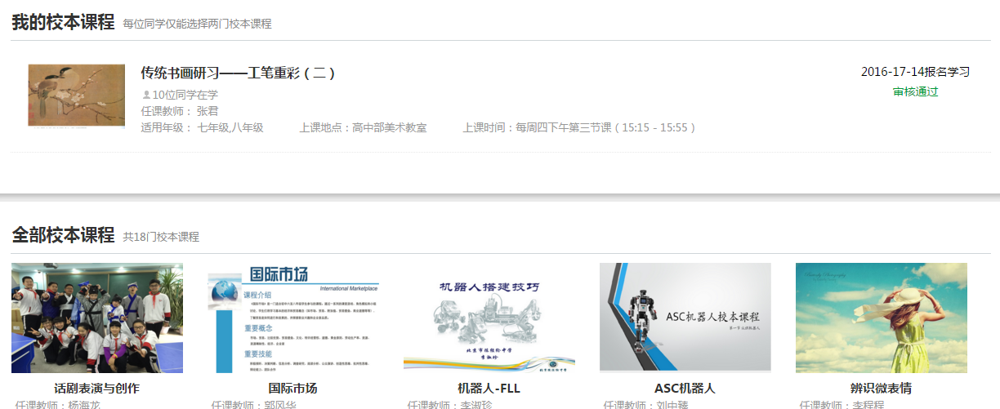 我的校本课程 每位同学仅能选择两门校本课程
传统书画研习——工笔重彩（二）
2016-17-14报名学习
10位同学在学
审核通过
任课教师： 张君
适用年级： 七年级,八年级 上课地点：高中部美术教室 上课时间：每周四下午第三节课（15:15 - 15:55）
全部校本课程 共18门校本课程
国际市场
International Marketplace
课程介绍
重要概念
重要技能
机器人搭建技巧
北京市陈经纶中学
李淑珍
ASC机器人校本课程
话剧表演与创作
国际市场
机器人-FLL
ASC机器人
辨识微表情
任课教师：杨海龙
任课教师：郭风华
任课教师：李淑珍
任课教师：刘中臻
任课教师：李程程